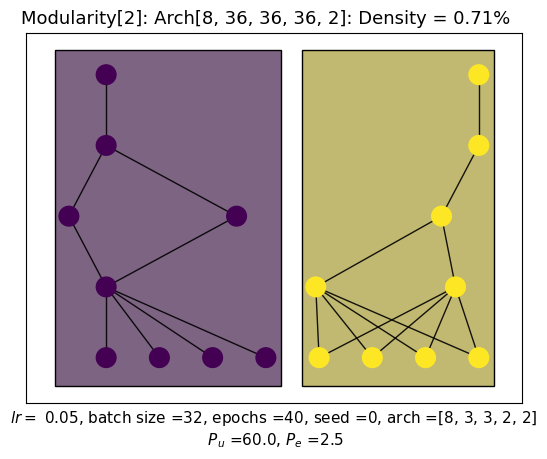 Modularity[2]: Arch[8, 36, 36, 36, 2]: Density = 0.71%
lr = 0.05, batch size =32, epochs =40, seed =0, arch =[8, 3, 3, 2, 2]
P_u =60.0, P_e =2.5